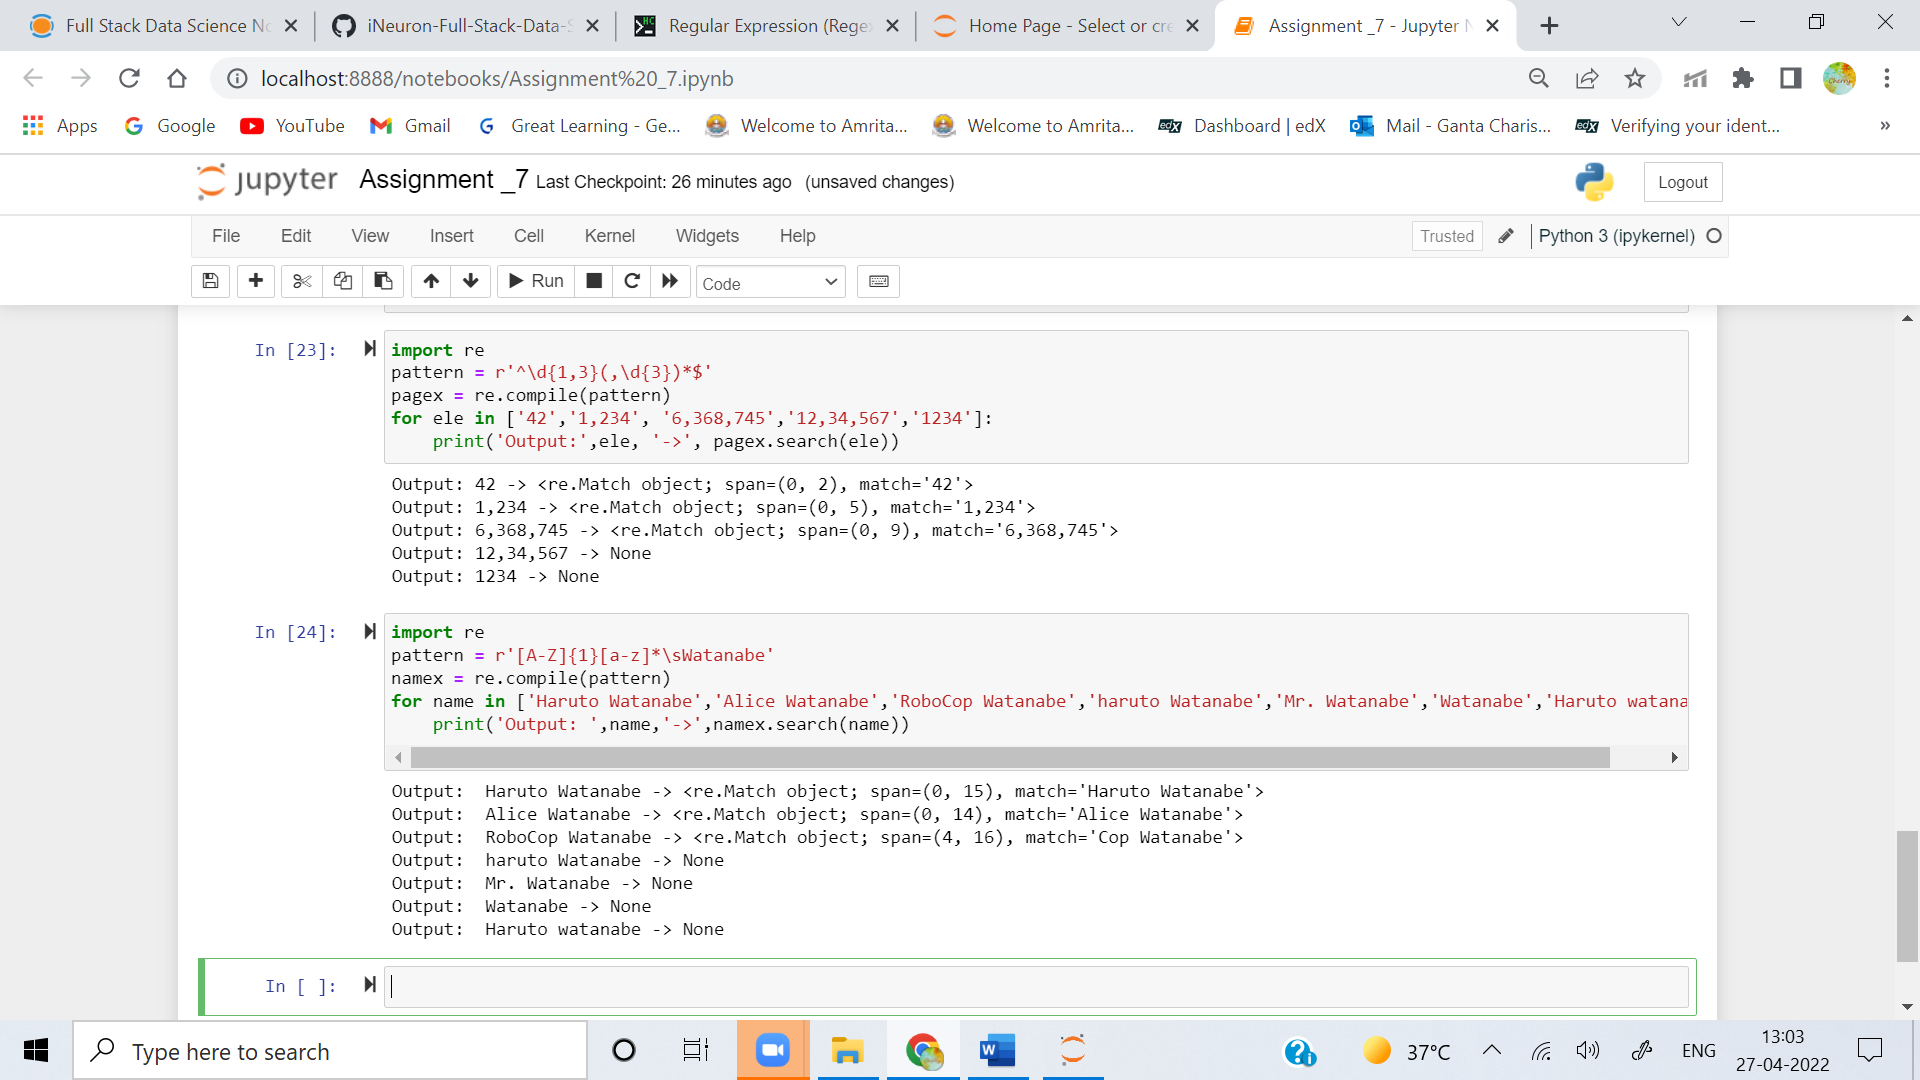 Full Stack Data Science No
iNeuron-Full-Stack-Data-S
Regular Expression (Regex
Home Page - Select or cre
Assignment _7 - Jupyter N
localhost:8888/notebooks/Assignment%20_7.ipynb
Apps
Google
YouTube
Gmail
Great Learning - Ge...
Welcome to Amrita...
Welcome to Amrita...
Dashboard | edX
Mail - Ganta Charis...
Verifying your ident...
»
jupyter Assignment _7 Last Checkpoint: 26 minutes ago (unsaved changes)
Logout
File Edit View Insert Cell Kernel Widgets Help
Trusted
Python 3 (ipykernel)
Run
Code
In [23]:
import re
pattern = r'^\d{1,3}(,\d{3})*$'
pagex = re.compile(pattern)
for ele in ['42','1,234', '6,368,745','12,34,567','1234']:
    print('Output:',ele, '->', pagex.search(ele))
Output: 42 -> <re.Match object; span=(0, 2), match='42'>
Output: 1,234 -> <re.Match object; span=(0, 5), match='1,234'>
Output: 6,368,745 -> <re.Match object; span=(0, 9), match='6,368,745'>
Output: 12,34,567 -> None
Output: 1234 -> None
In [24]:
import re
pattern = r'[A-Z]{1}[a-z]*\sWatanabe'
namex = re.compile(pattern)
for name in ['Haruto Watanabe','Alice Watanabe','RoboCop Watanabe','haruto Watanabe','Mr. Watanabe','Watanabe','Haruto watana
    print('Output: ',name,'->',namex.search(name))
Output:  Haruto Watanabe -> <re.Match object; span=(0, 15), match='Haruto Watanabe'>
Output:  Alice Watanabe -> <re.Match object; span=(0, 14), match='Alice Watanabe'>
Output:  RoboCop Watanabe -> <re.Match object; span=(4, 16), match='Cop Watanabe'>
Output:  haruto Watanabe -> None
Output:  Mr. Watanabe -> None
Output:  Watanabe -> None
Output:  Haruto watanabe -> None
In [ ]:
Type here to search
37°C
ENG
13:03
27-04-2022